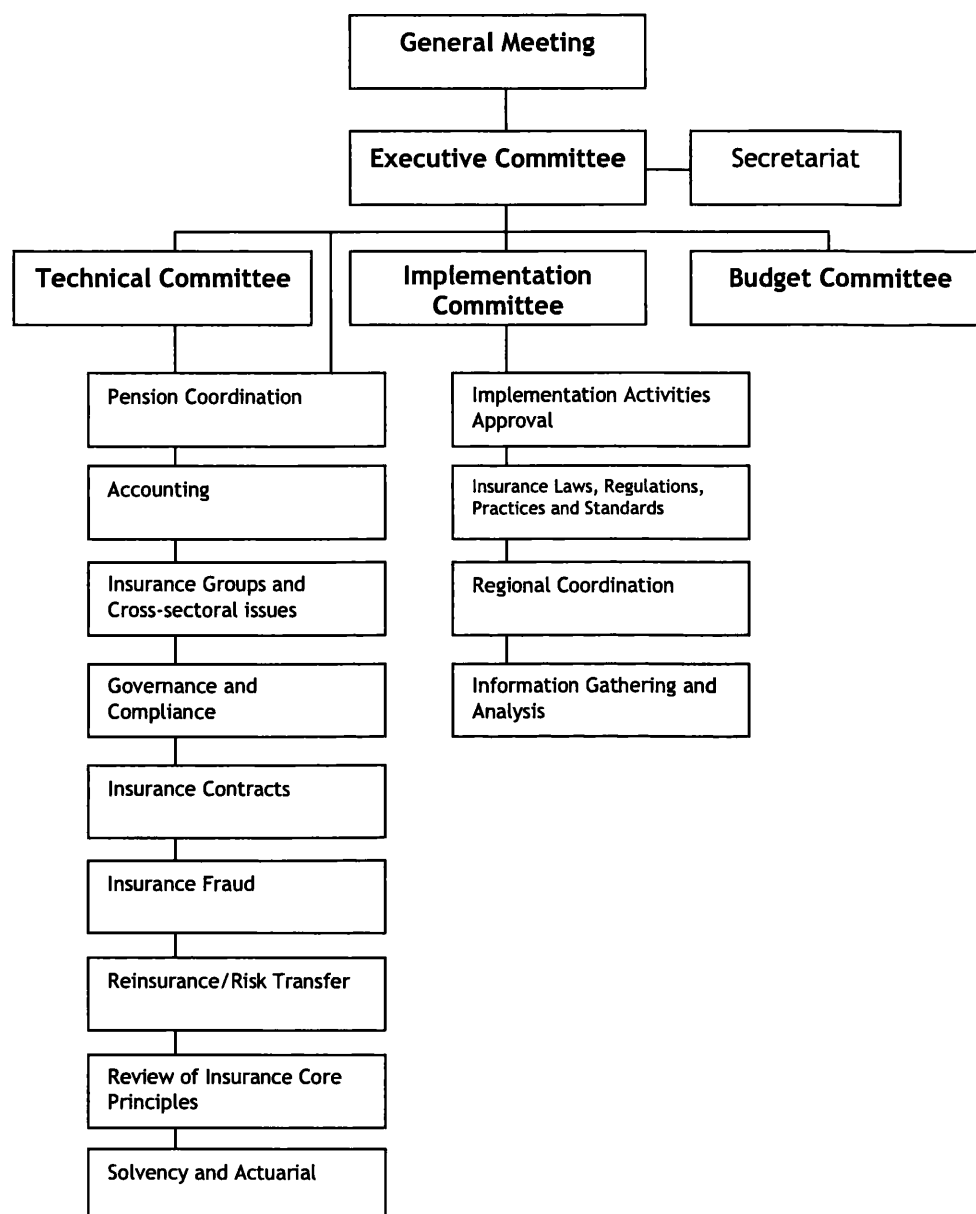 General Meeting
Executive Committee
Secretariat
Technical Committee
Implementation
Committee
Budget Committee
Pension Coordination
Accounting
Insurance Groups and
Cross-sectoral issues
Governance and
Compliance
Insurance Contracts
Insurance Fraud
Reinsurance/Risk Transfer
Review of Insurance Core
Principles
Solvency and Actuarial
Implementation Activities
Approval
Insurance Laws, Regulations,
Practices and Standards
Regional Coordination
Information Gathering and
Analysis